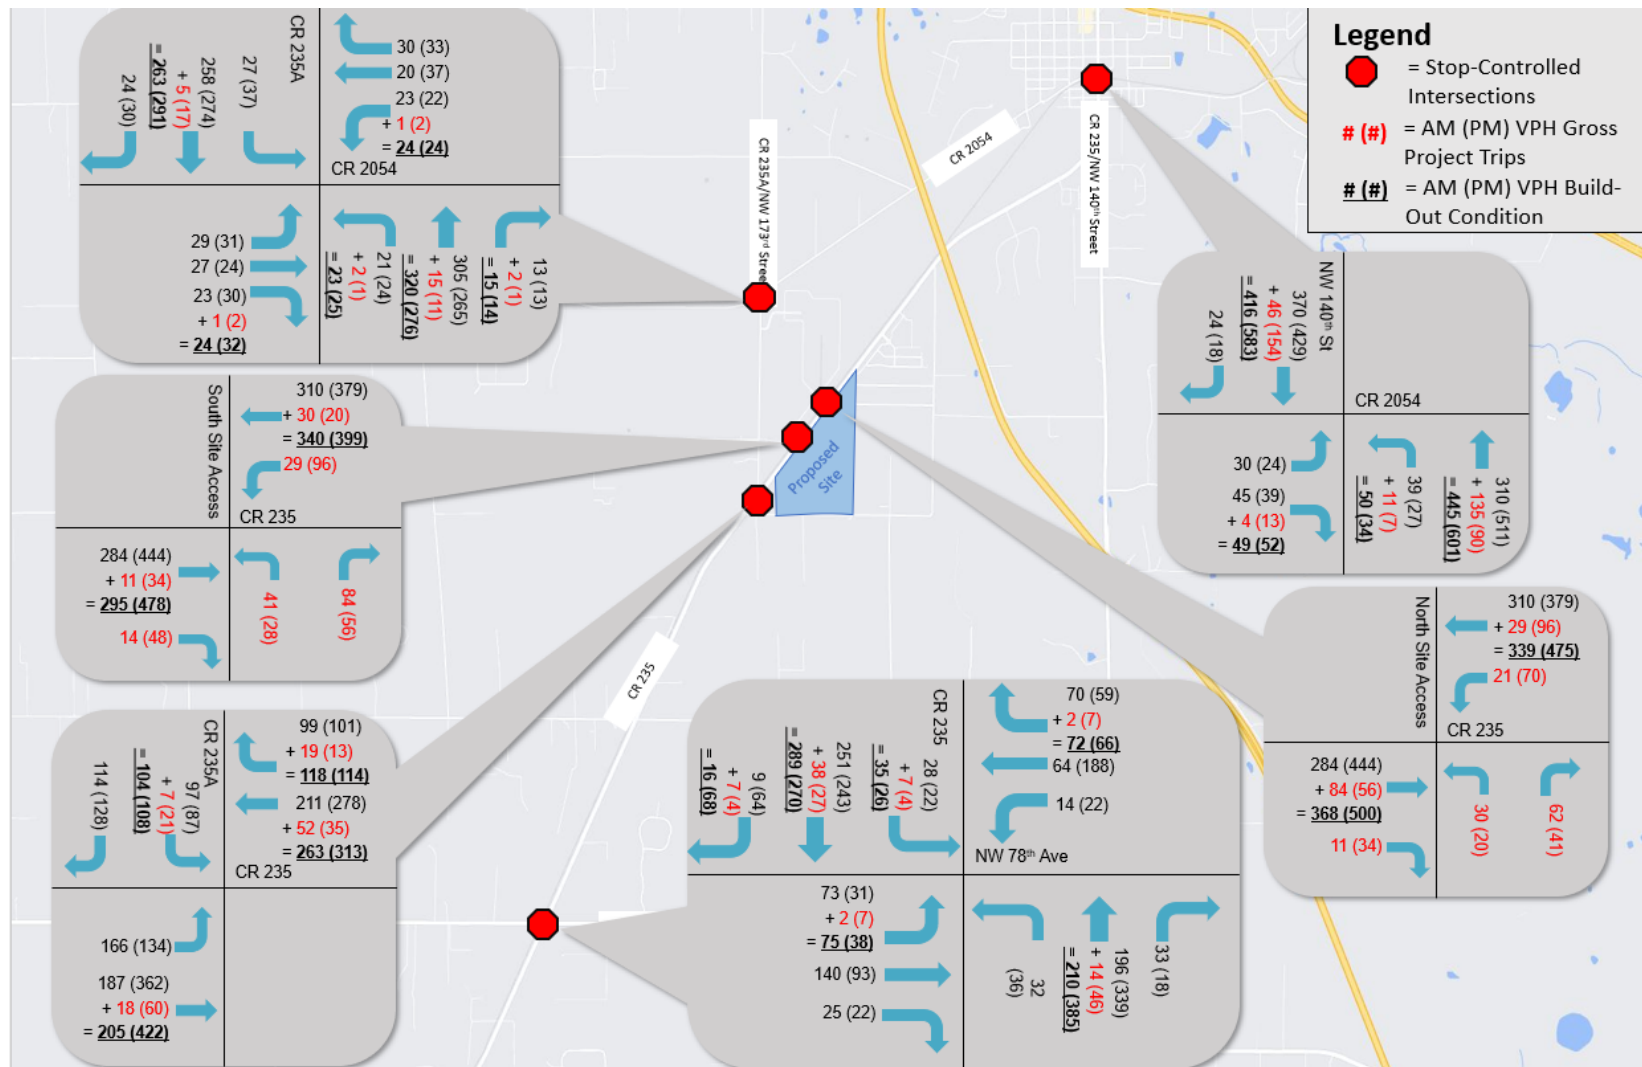 Legend
= Stop-Controlled
Intersections
# (#) = AM (PM) VPH Gross
Project Trips
# (#) = AM (PM) VPH Build-
Out Condition
CR 235A
27 (37)
258 (274)
+ 5 (17)
= 263 (291)
24 (30)
30 (33)
20 (37)
23 (22)
+ 1 (2)
= 24 (24)
CR 2054
29 (31)
27 (24)
23 (30)
+ 1 (2)
= 24 (32)
21 (24)
+ 2 (1)
= 23 (25)
305 (265)
+ 15 (11)
= 320 (276)
13 (13)
+ 2 (1)
= 15 (14)
CR 235A/NW 173rd Street
CR 2054
CR 235/NW 140th Street
NW 140th St
370 (429)
+ 46 (154)
= 416 (583)
24 (18)
CR 2054
30 (24)
45 (39)
+ 4 (13)
= 49 (52)
39 (27)
+ 11 (7)
= 50 (34)
310 (511)
+ 135 (90)
= 445 (601)
South Site Access
310 (379)
+ 30 (20)
= 340 (399)
29 (96)
CR 235
284 (444)
+ 11 (34)
= 295 (478)
14 (48)
41 (28)
84 (56)
Proposed
Site
CR 235
North Site Access
310 (379)
+ 29 (96)
= 339 (475)
21 (70)
CR 235
284 (444)
+ 84 (56)
= 368 (500)
11 (34)
30 (20)
62 (41)
CR 235A
97 (87)
+ 7 (21)
= 104 (108)
114 (128)
99 (101)
+ 19 (13)
= 118 (114)
211 (278)
+ 52 (35)
= 263 (313)
CR 235
166 (134)
187 (362)
+ 18 (60)
= 205 (422)
CR 235
28 (22)
+ 7 (4)
= 35 (26)
251 (243)
+ 38 (27)
= 289 (270)
9 (64)
+ 7 (4)
= 16 (68)
70 (59)
+ 2 (7)
= 72 (66)
64 (188)
14 (22)
NW 78th Ave
73 (31)
+ 2 (7)
= 75 (38)
140 (93)
25 (22)
32
(36)
196 (339)
+ 14 (46)
= 210 (385)
33 (18)